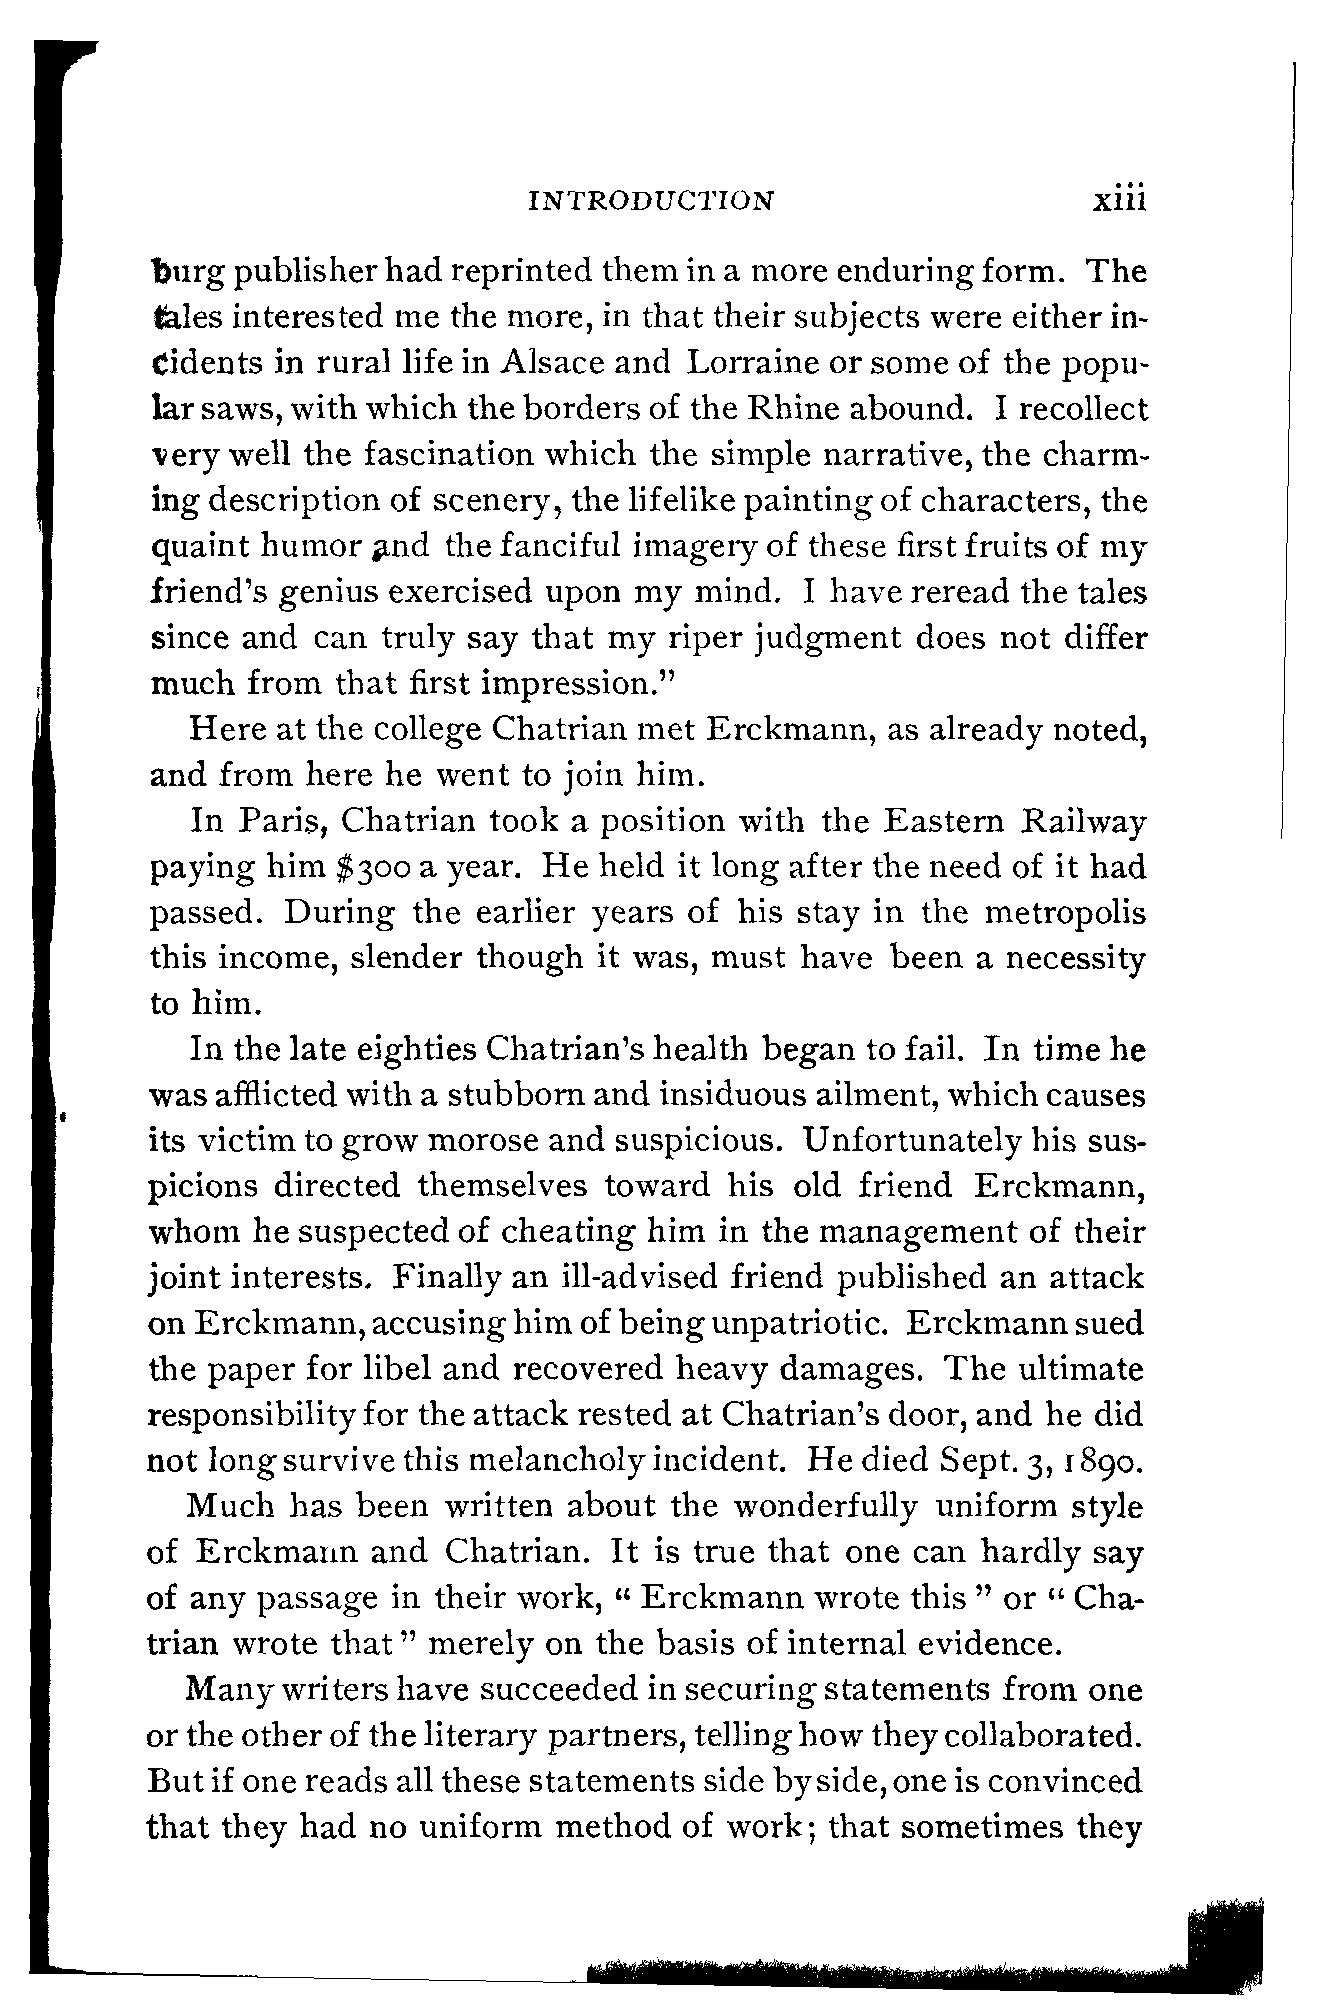 INTRODUCTION xiii
burg publisher had reprinted them in a more enduring form. The
tales interested me the more, in that their subjects were either in-
cidents in rural life in Alsace and Lorraine or some of the popu-
lar saws, with which the borders of the Rhine abound. I recollect
very well the fascination which the simple narrative, the charm-
ing description of scenery, the lifelike painting of characters, the
quaint humor and the fanciful imagery of these first fruits of my
friend's genius exercised upon my mind. I have reread the tales
since and can truly say that my riper judgment does not differ
much from that first impression."
Here at the college Chatrian met Erckmann, as already noted,
and from here he went to join him.
In Paris, Chatrian took a position with the Eastern Railway
paying him $300 a year. He held it long after the need of it had
passed. During the earlier years of his stay in the metropolis
this income, slender though it was, must have been a necessity
to him.
In the late eighties Chatrian's health began to fail. In time he
was afflicted with a stubborn and insiduous ailment, which causes
its victim to grow morose and suspicious. Unfortunately his sus-
picions directed themselves toward his old friend Erckmann,
whom he suspected of cheating him in the management of their
joint interests. Finally an ill-advised friend published an attack
on Erckmann, accusing him of being unpatriotic. Erckmann sued
the paper for libel and recovered heavy damages. The ultimate
responsibility for the attack rested at Chatrian's door, and he did
not long survive this melancholy incident. He died Sept. 3, 1890.
Much has been written about the wonderfully uniform style
of Erckmann and Chatrian. It is true that one can hardly say
of any passage in their work, " Erckmann wrote this " or " Cha-
trian wrote that " merely on the basis of internal evidence.
Many writers have succeeded in securing statements from one
or the other of the literary partners, telling how they collaborated.
But if one reads all these statements side by side, one is convinced
that they had no uniform method of work; that sometimes they